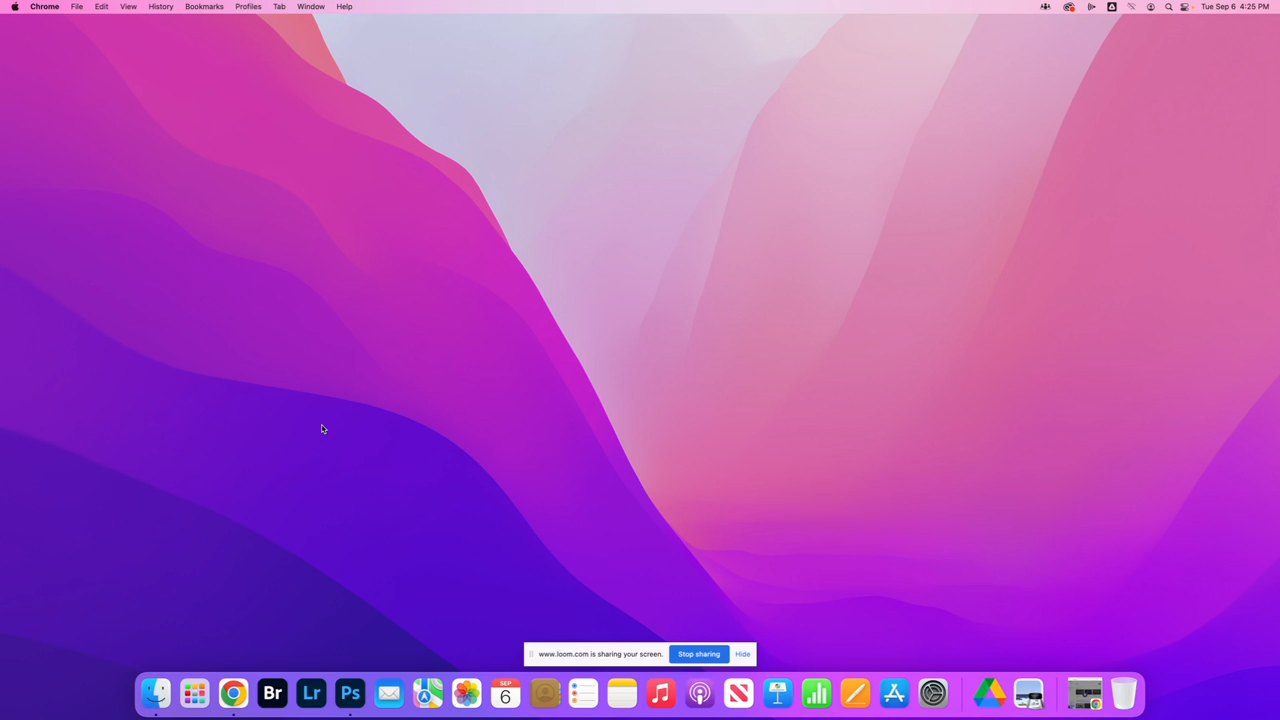 Chrome File Edit View History Bookmarks Profiles Tab Window Help Tue Sep 6 4:25 PM
www.loom.com is sharing your screen. Stop sharing Hide
Br Lr Ps SEP 6